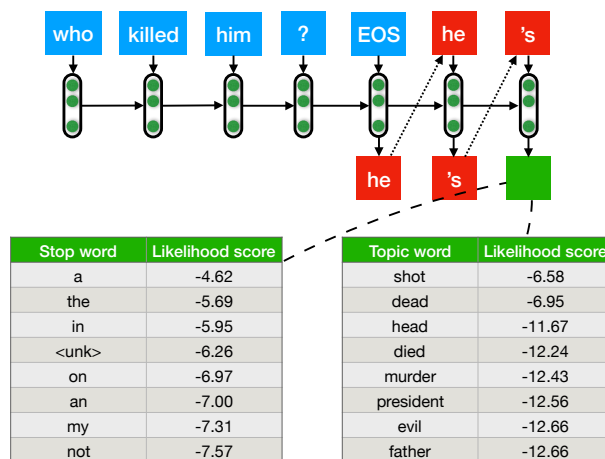 who killed him ? EOS he 's
he 's
Stop word Likelihood score
a -4.62
the -5.69
in -5.95
<unk> -6.26
on -6.97
an -7.00
my -7.31
not -7.57
Topic word Likelihood score
shot -6.58
dead -6.95
head -11.67
died -12.24
murder -12.43
president -12.56
evil -12.66
father -12.66